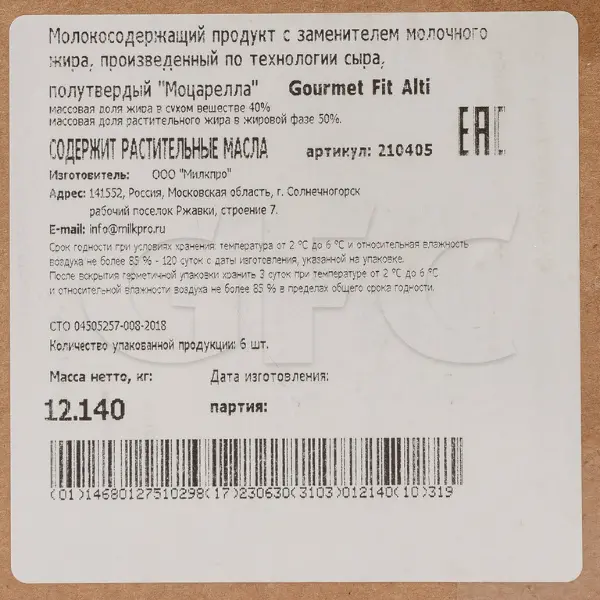 Молокосодержащий продукт с заменителем молочного
жира, произведенный по технологии сыра,
полутвердый "Моцарелла" Gourmet Fit Alti
массовая доля жира в сухом веществе 40%
массовая доля растительного жира в жировой фазе 50%.
EAC
СОДЕРЖИТ РАСТИТЕЛЬНЫЕ МАСЛА артикул: 210405
Изготовитель: ООО "Милкпро"
Адрес: 141552, Россия, Московская область, г. Солнечногорск
рабочий поселок Ржавки, строение 7.
E-mail: info@milkpro.ru
Срок годности при условиях хранения: температура от 2 °C до 6 °C и относительная влажность
воздуха не более 85 % - 120 суток с даты изготовления, указанной на упаковке.
После вскрытия герметичной упаковки хранить 3 суток при температуре от 2 °C до 6 °C
и относительной влажности воздуха не более 85 % в пределах общего срока годности.
GFC
СТО 04505257-008-2018
Количество упакованной продукции: 6 шт.
Масса нетто, кг: Дата изготовления:
12.140 партия:
(01)14680127510298(17)230630(3103)012140(10)319